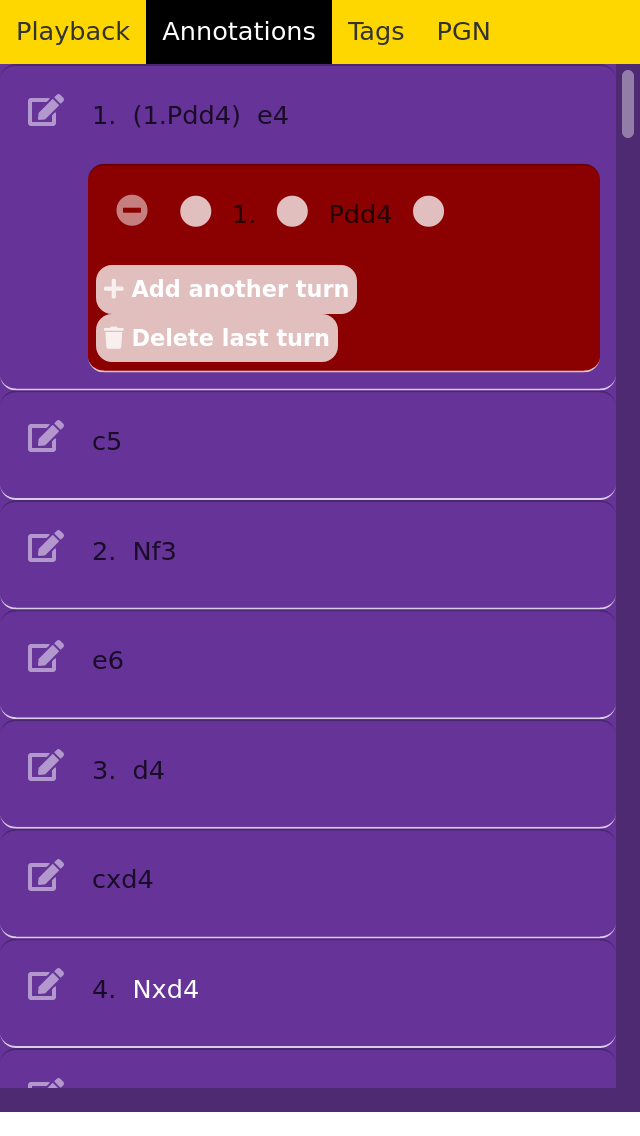 Playback Annotations Tags PGN
1. (1.Pdd4) e4
1. Pdd4
Add another turn
Delete last turn
c5
2. Nf3
e6
3. d4
cxd4
4. Nxd4